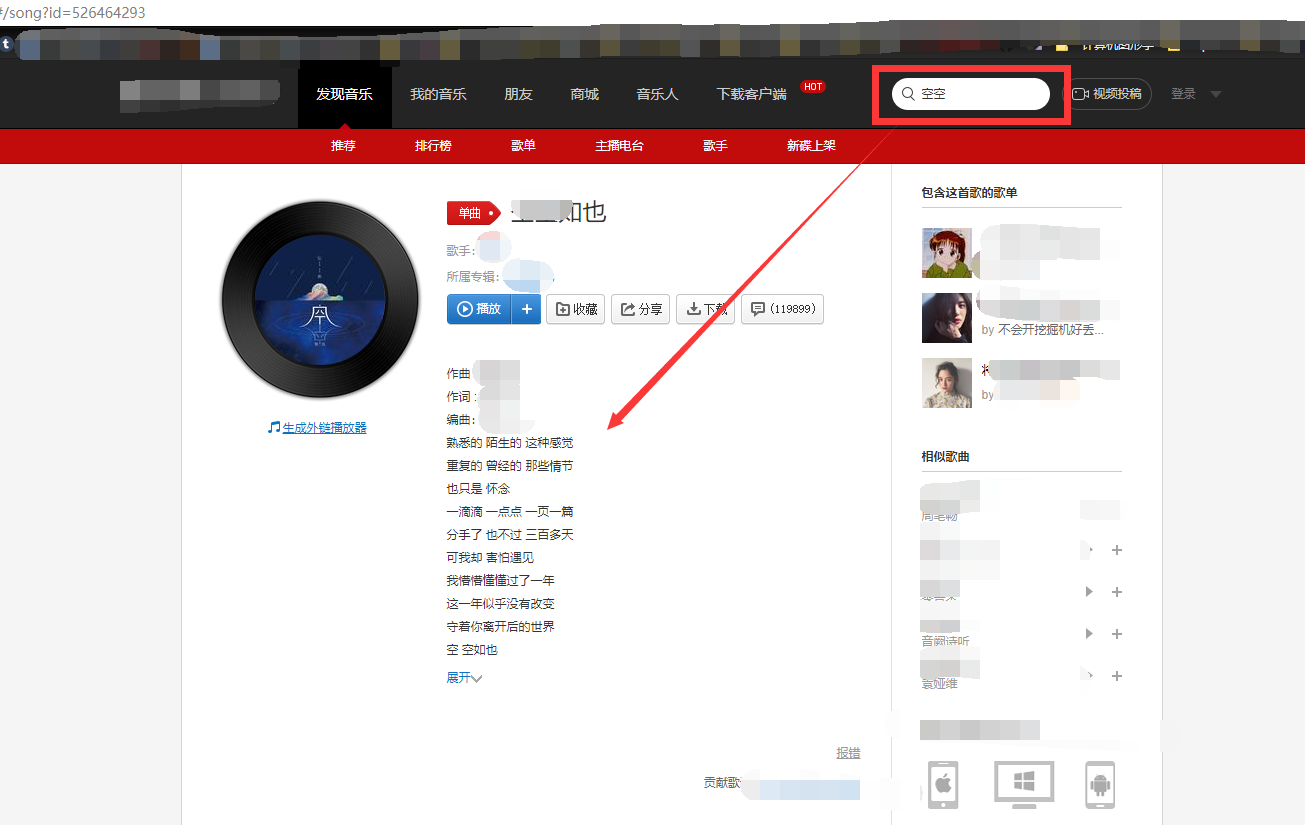 #/song?id=526464293
发现音乐 我的音乐 朋友 商城 音乐人 下载客户端 HOT 空空 视频投稿 登录
推荐 排行榜 歌单 主播电台 歌手 新碟上架
单曲 如也
歌手:
所属专辑:
播放 + 收藏 分享 下载 (119899)
生成外链播放器
作曲
作词 :
编曲:
熟悉的 陌生的 这种感觉
重复的 曾经的 那些情节
也只是 怀念
一滴滴 一点点 一页一篇
分手了 也不过 三百多天
可我却 害怕遇见
我懵懵懂懂过了一年
这一年似乎没有改变
守着你离开后的世界
空 空如也
展开
报错
贡献歌
包含这首歌的歌单
by 不会开挖掘机好丢...
by
相似歌曲
周笔畅
音阙诗听
袁娅维